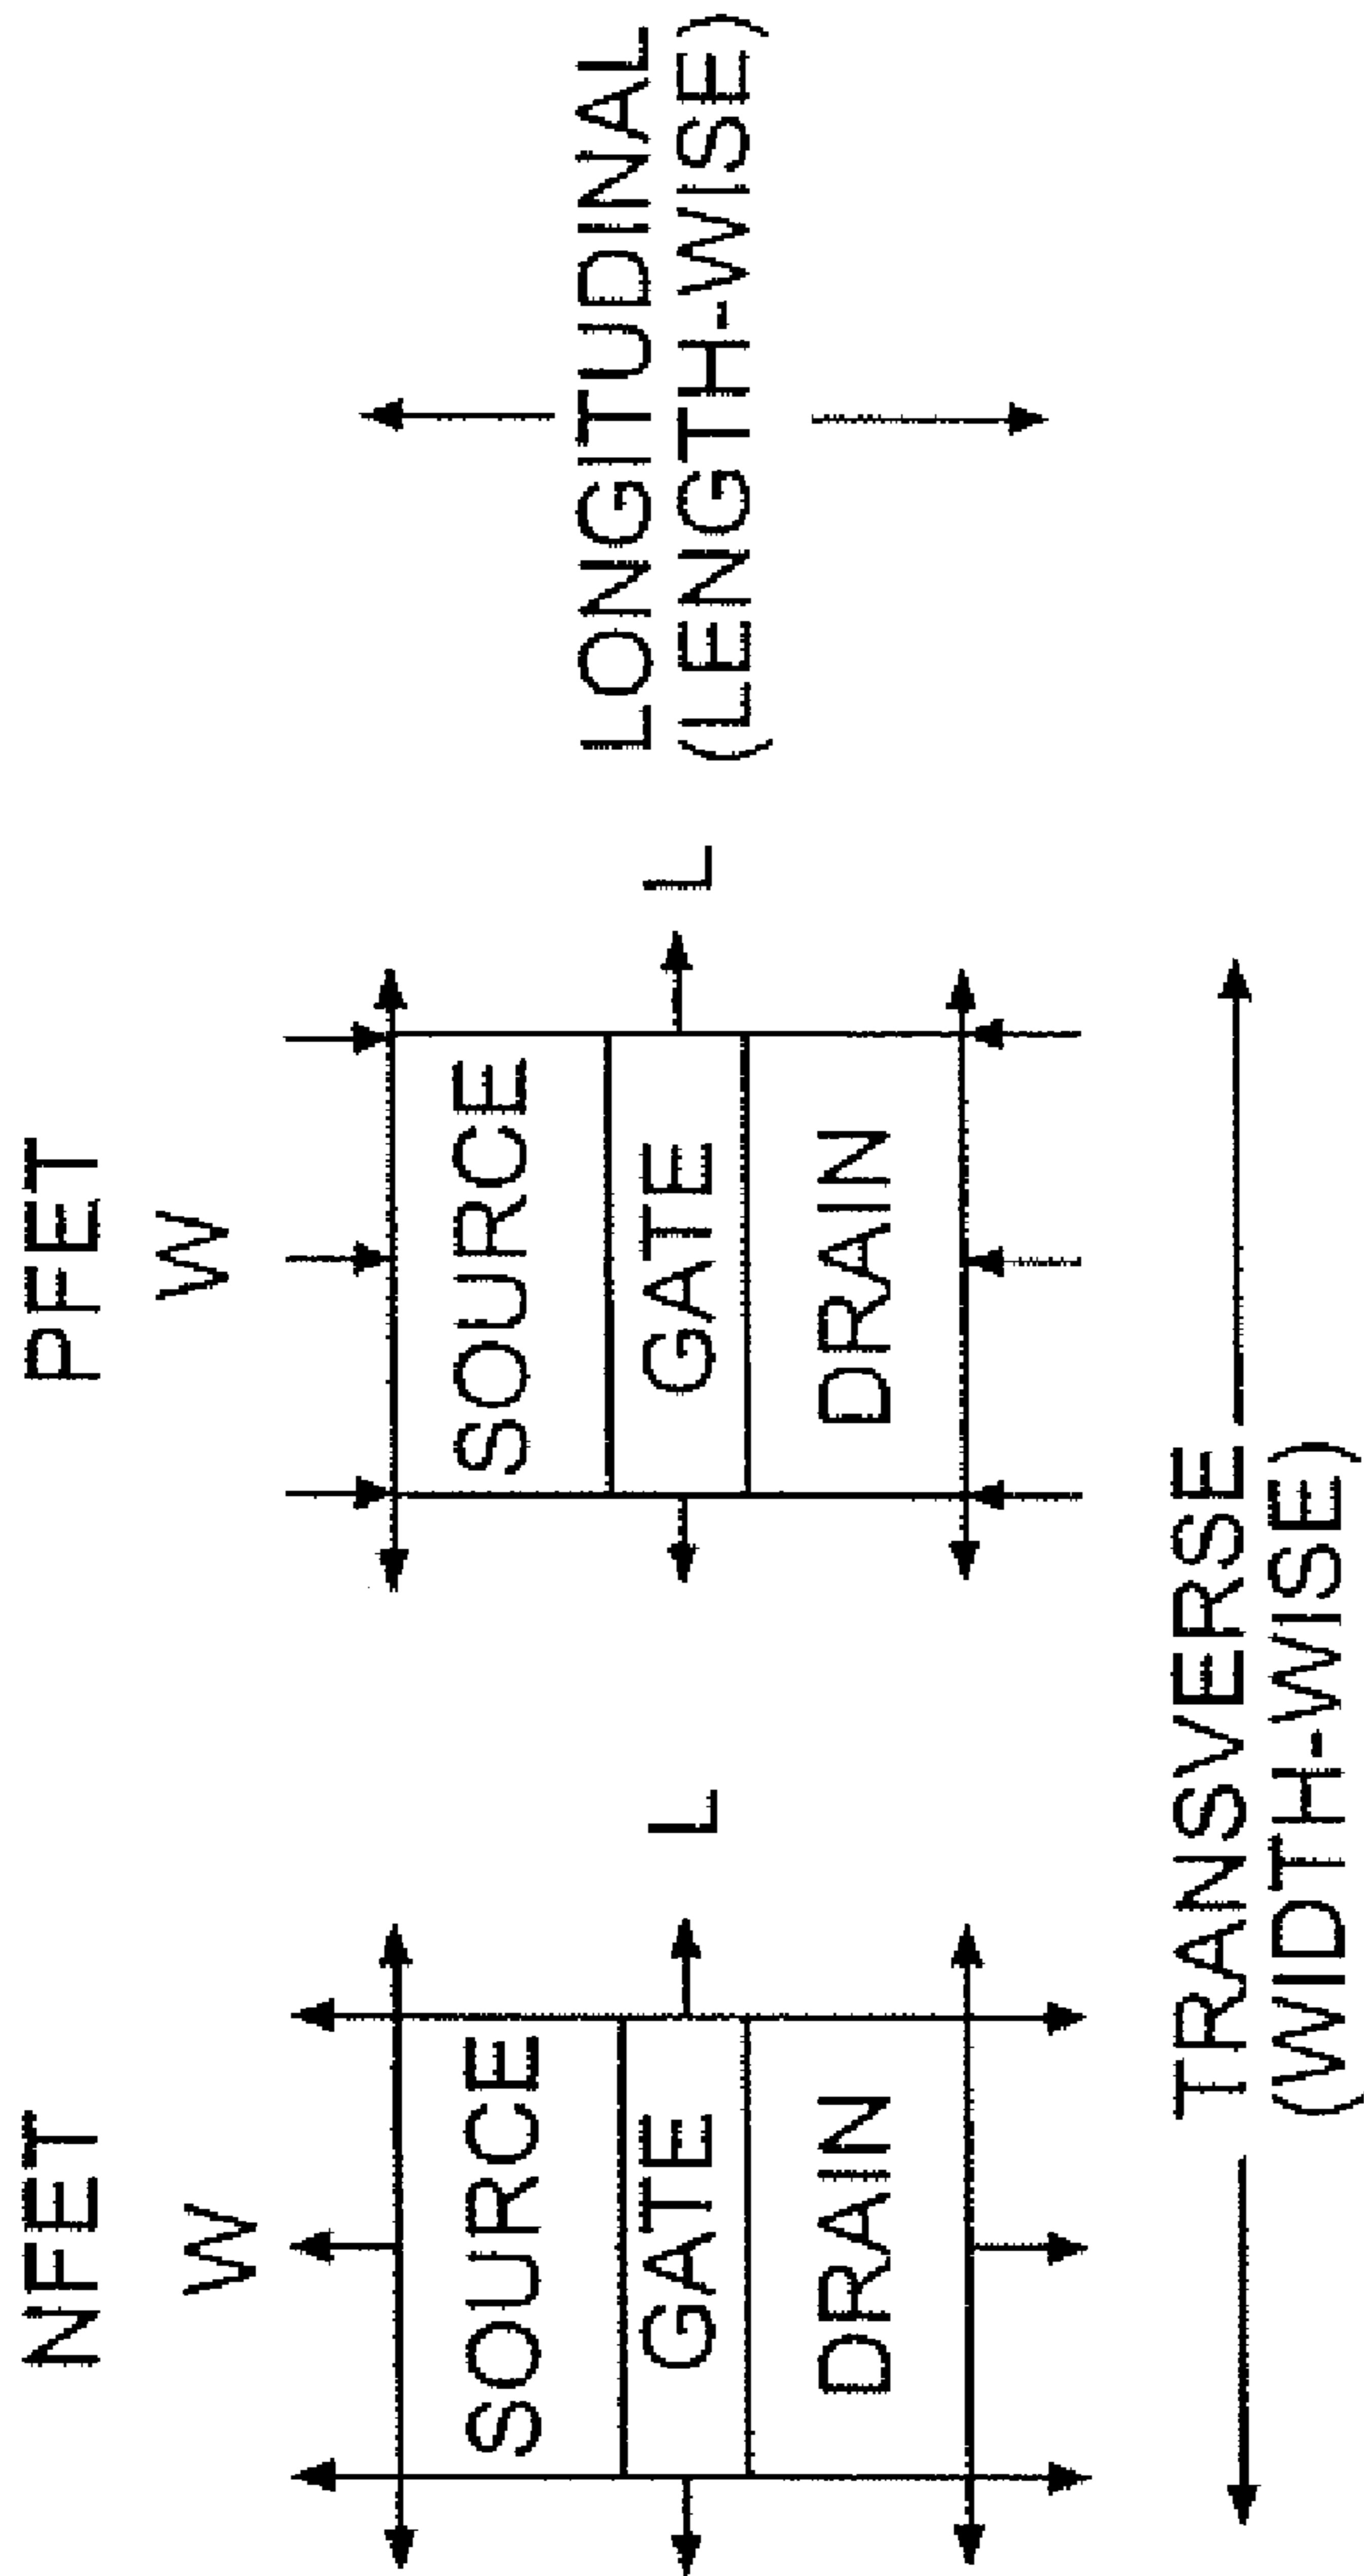 NFET
W
SOURCE
GATE
L
DRAIN
PFET
W
SOURCE
GATE
L
DRAIN
LONGITUDINAL
(LENGTH-WISE)
TRANSVERSE
(WIDTH-WISE)